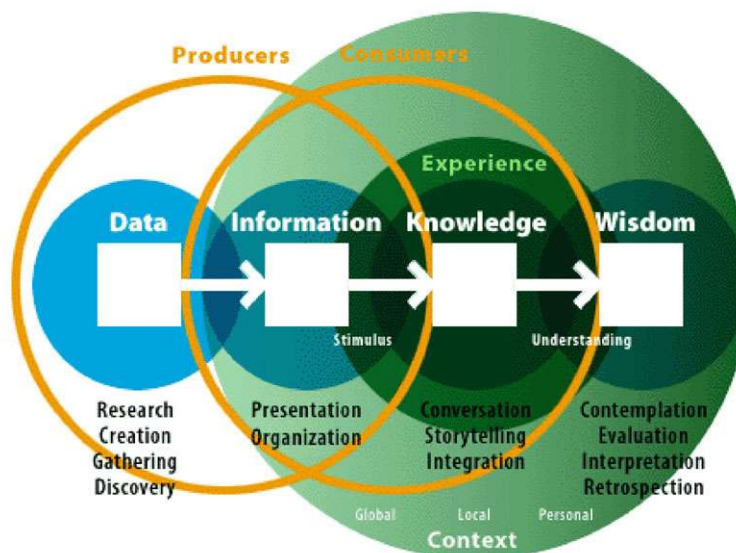 Producers
Consumers
Experience
Data
Information
Knowledge
Wisdom
Stimulus
Understanding
Research
Creation
Gathering
Discovery
Presentation
Organization
Conversation
Storytelling
Integration
Contemplation
Evaluation
Interpretation
Retrospection
Global
Local
Personal
Context